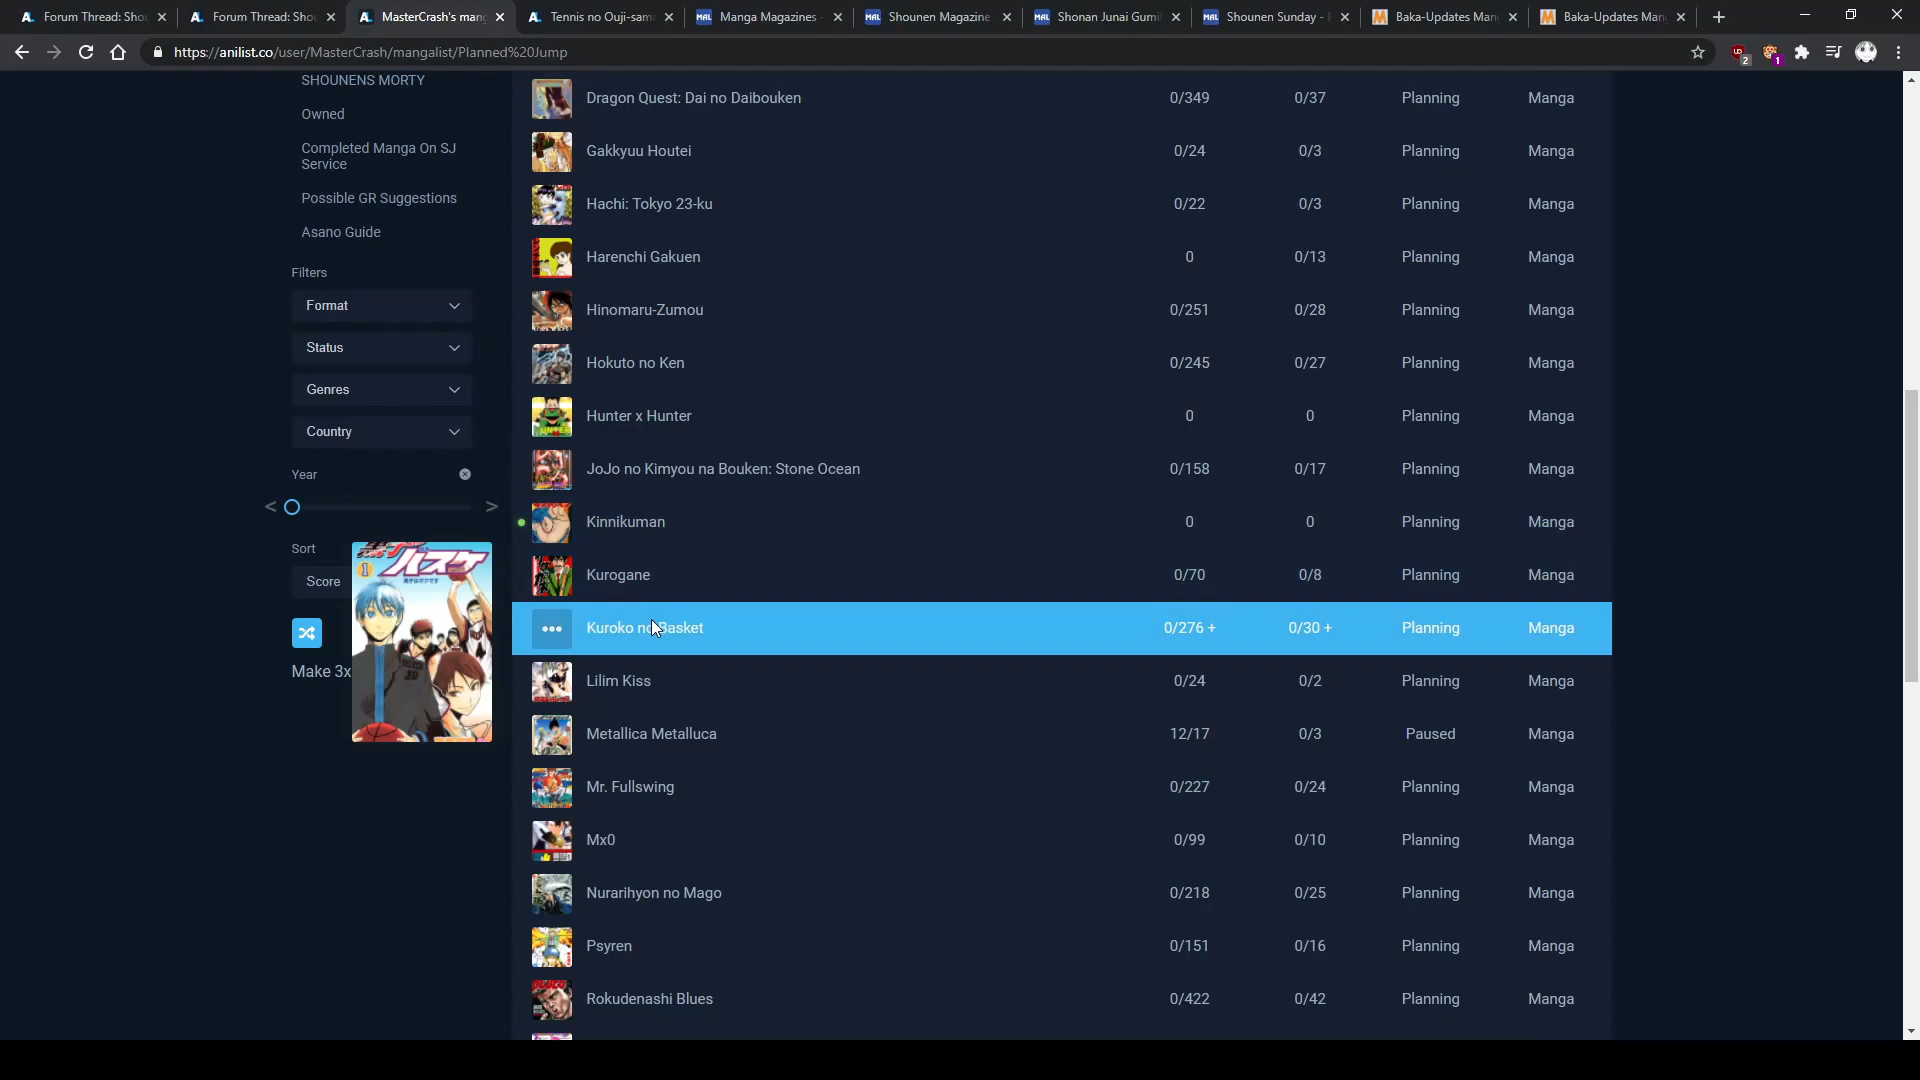 Forum Thread: Shou
Forum Thread: Shou
MasterCrash's mang
Tennis no Ouji-sam
Manga Magazines -
Shounen Magazine
Shonan Junai Gumi
Shounen Sunday -
Baka-Updates Man
Baka-Updates Man
https://anilist.co/user/MasterCrash/mangalist/Planned%20Jump
2
1
SHOUNENS MORTY
Owned
Completed Manga On SJ
Service
Possible GR Suggestions
Asano Guide
Filters
Format
Status
Genres
Country
Year
Sort
Score
Make 3x
バスケ
1
Dragon Quest: Dai no Daibouken 0/349 0/37 Planning Manga
Gakkyuu Houtei 0/24 0/3 Planning Manga
Hachi: Tokyo 23-ku 0/22 0/3 Planning Manga
Harenchi Gakuen 0 0/13 Planning Manga
Hinomaru-Zumou 0/251 0/28 Planning Manga
Hokuto no Ken 0/245 0/27 Planning Manga
Hunter x Hunter 0 0 Planning Manga
JoJo no Kimyou na Bouken: Stone Ocean 0/158 0/17 Planning Manga
Kinnikuman 0 0 Planning Manga
Kurogane 0/70 0/8 Planning Manga
Kuroko no Basket 0/276 + 0/30 + Planning Manga
Lilim Kiss 0/24 0/2 Planning Manga
Metallica Metalluca 12/17 0/3 Paused Manga
Mr. Fullswing 0/227 0/24 Planning Manga
Mx0 0/99 0/10 Planning Manga
Nurarihyon no Mago 0/218 0/25 Planning Manga
Psyren 0/151 0/16 Planning Manga
Rokudenashi Blues 0/422 0/42 Planning Manga